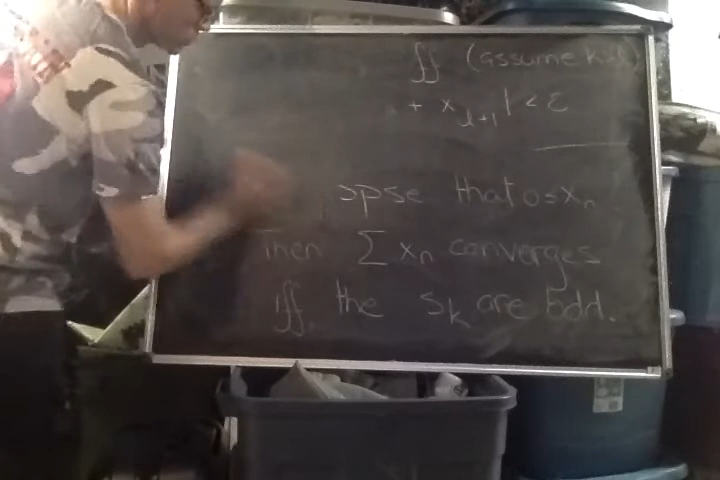 iff (assume k>l)
+ x_{l+1}| < ε
spse that 0≤x_n.
Then Σ x_n converges
iff the s_k are bdd.